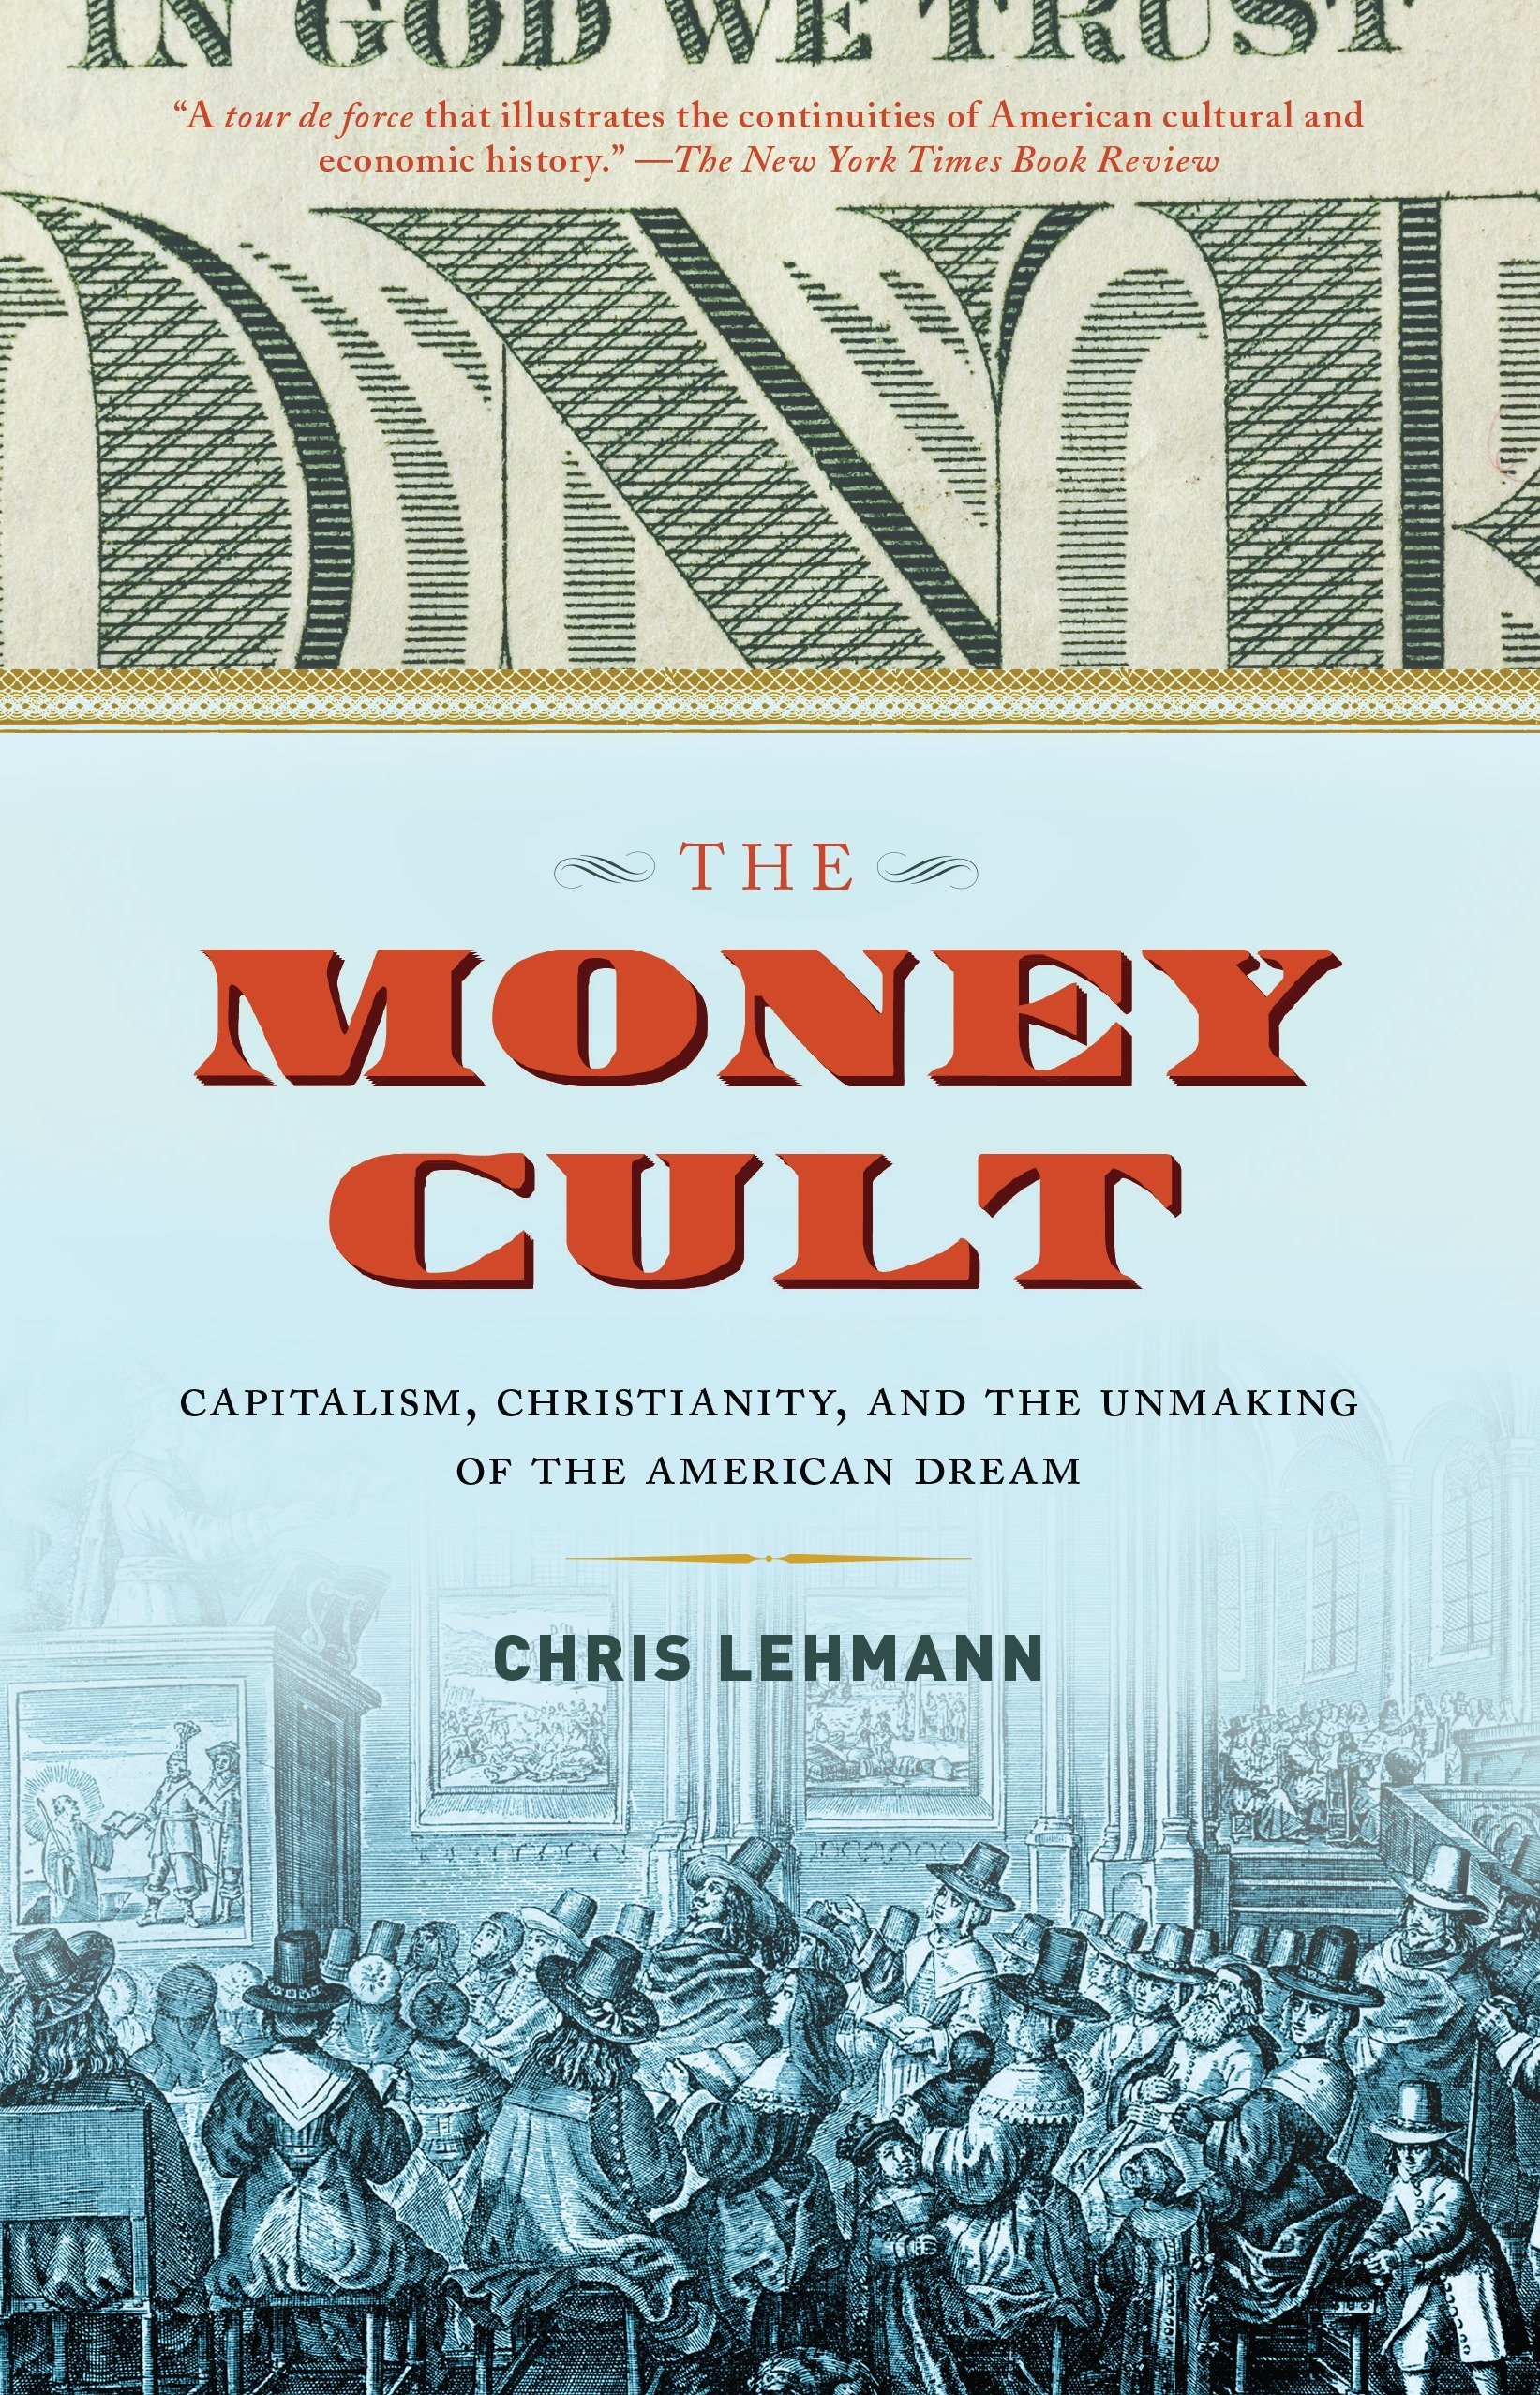 IN GOD WE TRUST
“A tour de force that illustrates the continuities of American cultural and
economic history.” —The New York Times Book Review
ONE
THE
MONEY
CULT
CAPITALISM, CHRISTIANITY, AND THE UNMAKING
OF THE AMERICAN DREAM
CHRIS LEHMANN